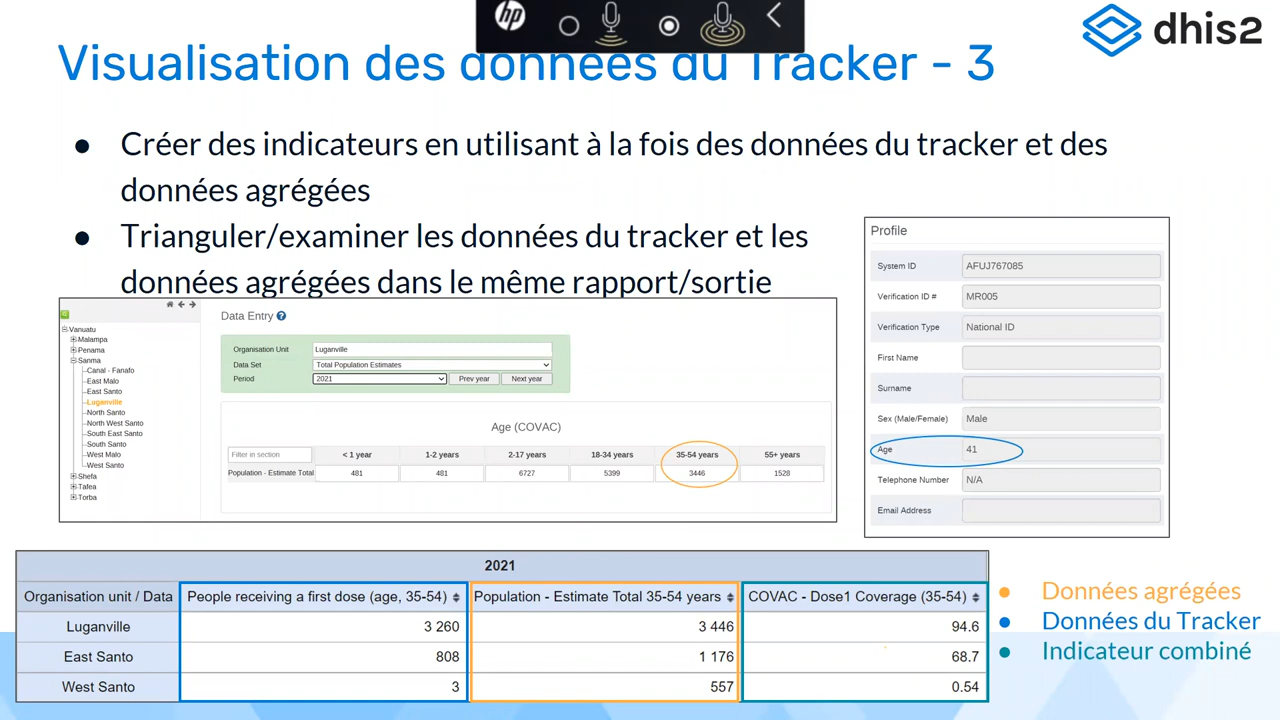 hp
dhis2
Visualisation des données du Tracker - 3
● Créer des indicateurs en utilisant à la fois des données du tracker et des
données agrégées
● Trianguler/examiner les données du tracker et les
données agrégées dans le même rapport/sortie
Vanuatu
Malampa
Penama
Sanma
Canal - Fanafo
East Malo
East Santo
Luganville
North Santo
North West Santo
South East Santo
South Santo
West Malo
West Santo
Shefa
Tafea
Torba
Data Entry
Organisation Unit Luganville
Data Set Total Population Estimates
Period 2021 Prev year Next year
Age (COVAC)
Filter in section < 1 year 1-2 years 2-17 years 18-34 years 35-54 years 55+ years
Population - Estimate Total 481 481 6727 5399 3446 1528
Profile
System ID AFUJ767085
Verification ID # MR005
Verification Type National ID
First Name
Surname
Sex (Male/Female) Male
Age 41
Telephone Number N/A
Email Address
2021
Organisation unit / Data People receiving a first dose (age, 35-54) Population - Estimate Total 35-54 years COVAC - Dose1 Coverage (35-54)
Luganville 3 260 3 446 94.6
East Santo 808 1 176 68.7
West Santo 3 557 0.54
● Données agrégées
● Données du Tracker
● Indicateur combiné